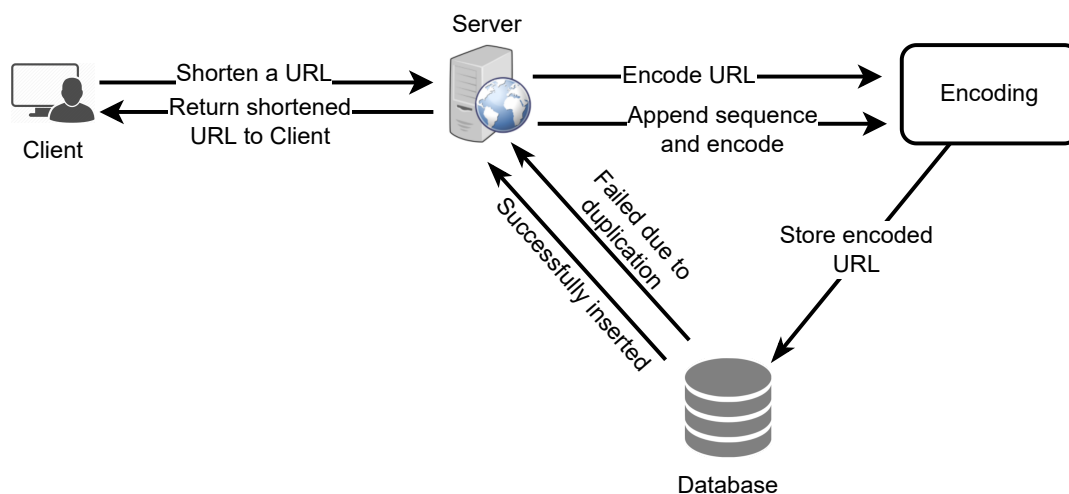 Server
Shorten a URL
Return shortened
URL to Client
Client
Encode URL
Append sequence
and encode
Encoding
Failed due to
duplication
Successfully inserted
Store encoded
URL
Database